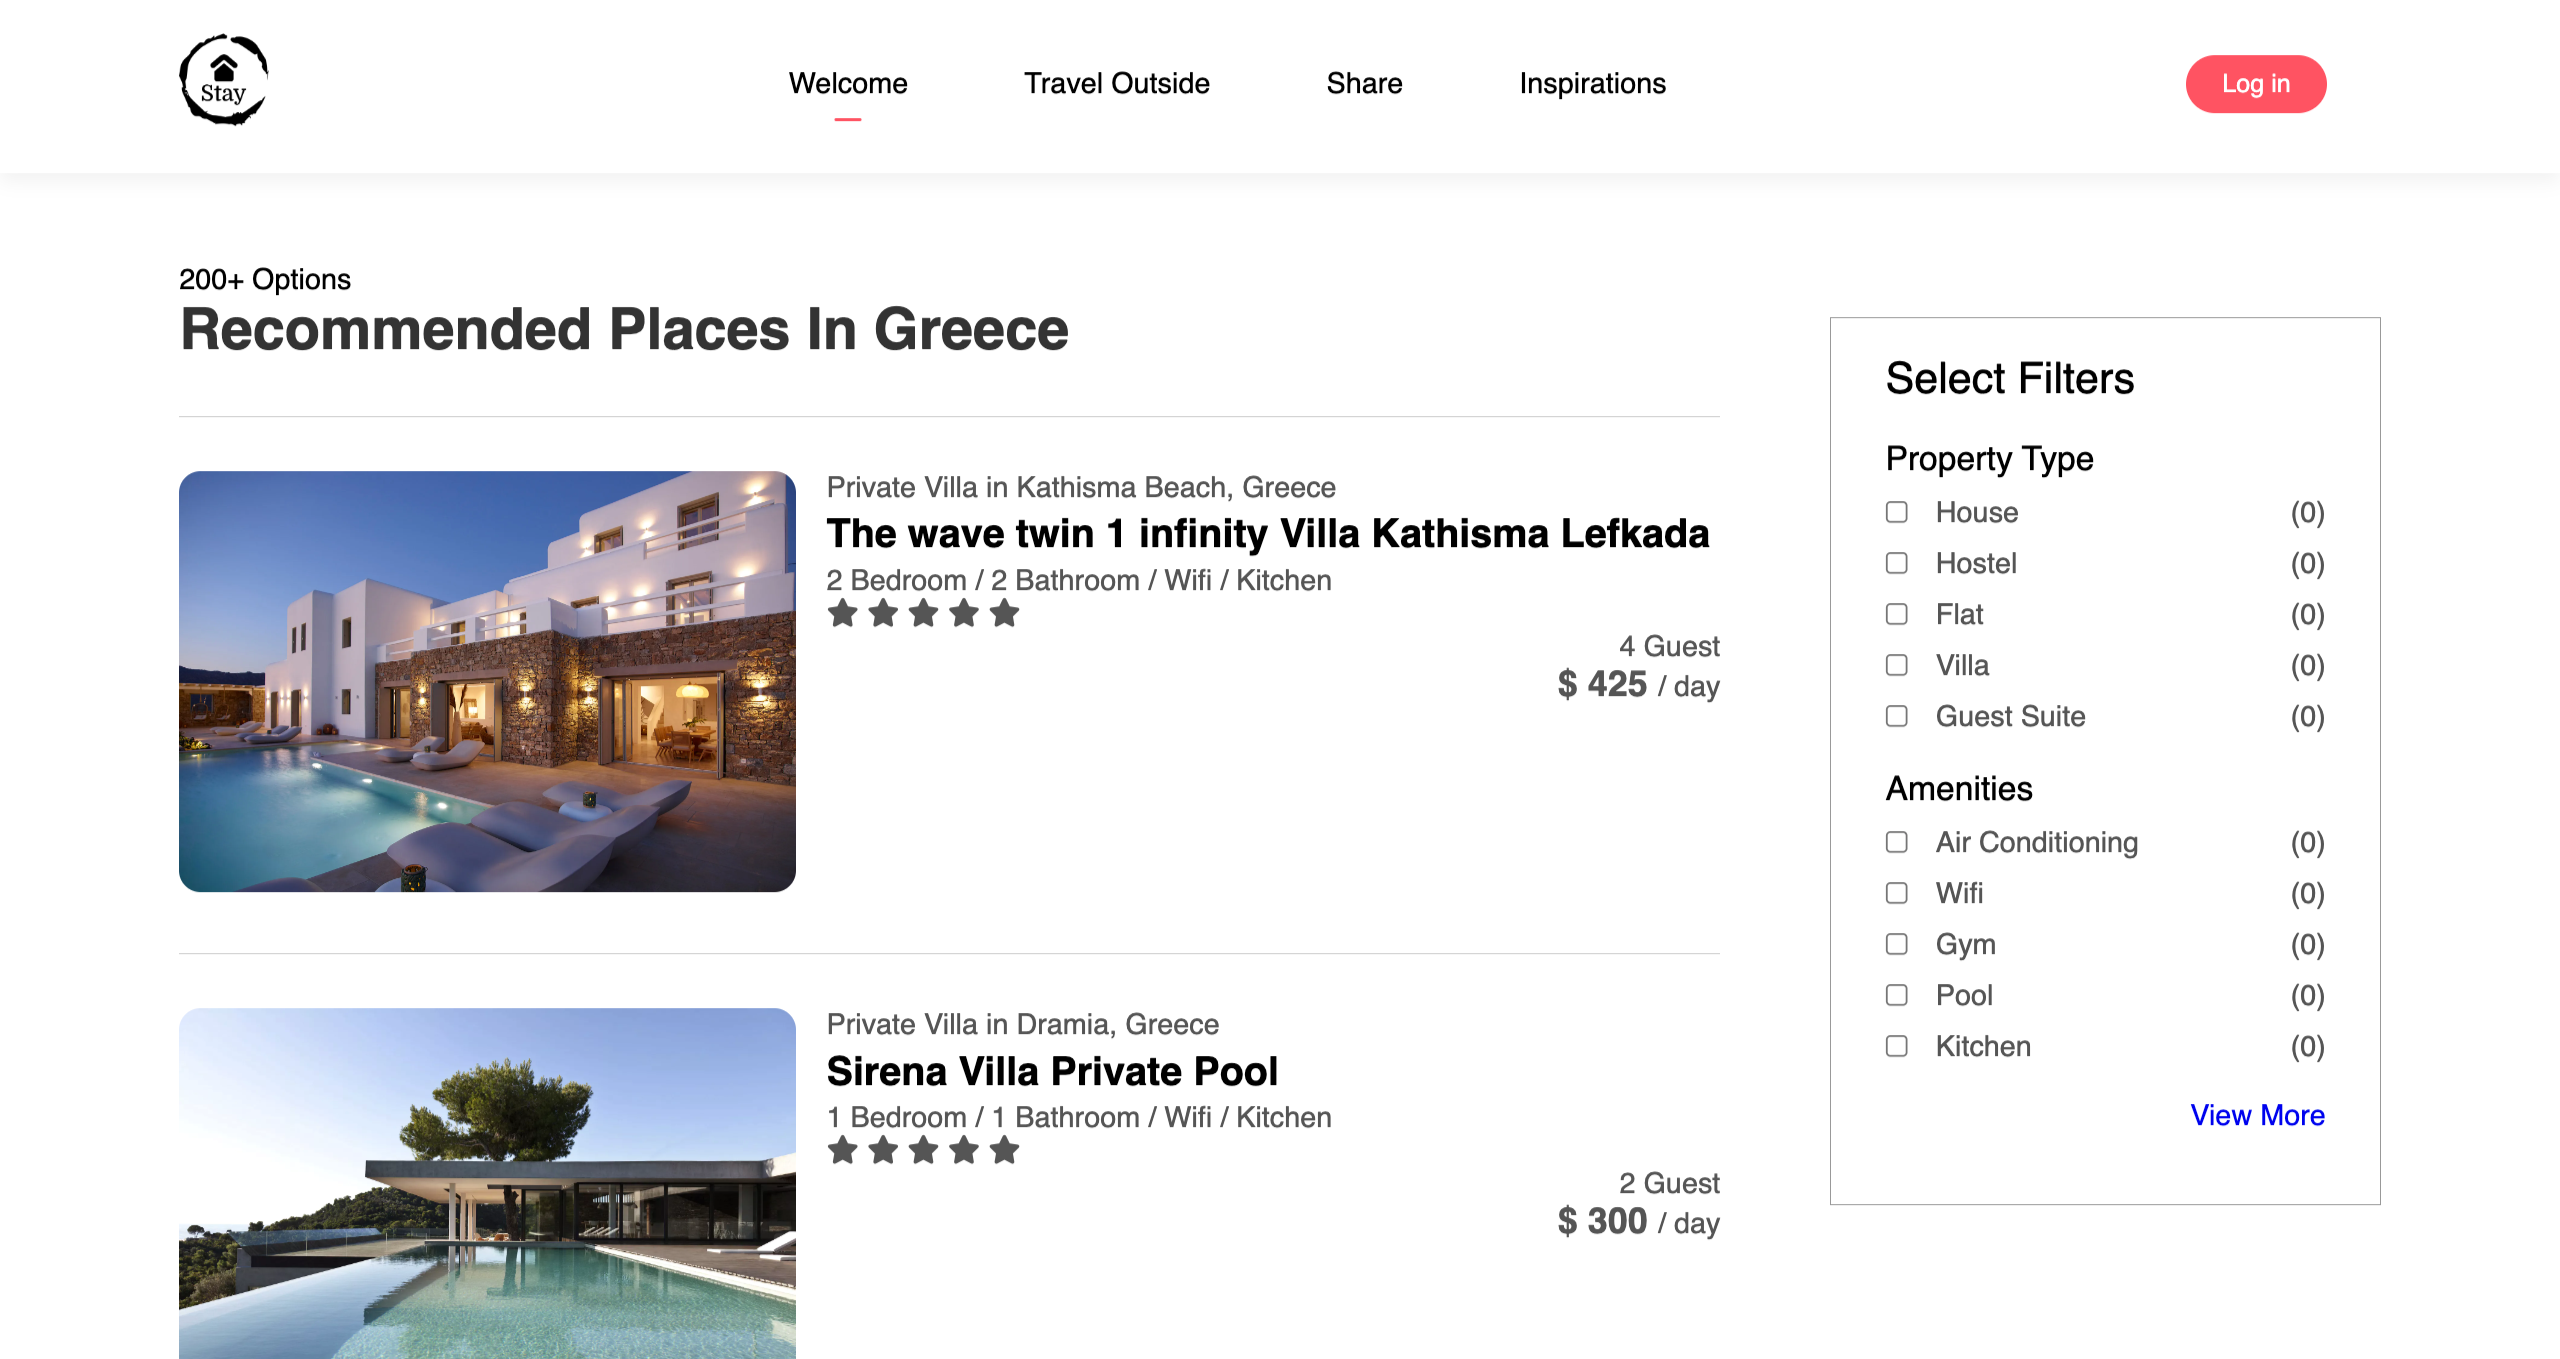 Stay
Welcome
Travel Outside
Share
Inspirations
Log in
200+ Options
Recommended Places In Greece
Private Villa in Kathisma Beach, Greece
The wave twin 1 infinity Villa Kathisma Lefkada
2 Bedroom / 2 Bathroom / Wifi / Kitchen
4 Guest
$ 425 / day
Private Villa in Dramia, Greece
Sirena Villa Private Pool
1 Bedroom / 1 Bathroom / Wifi / Kitchen
2 Guest
$ 300 / day
Select Filters
Property Type
House (0)
Hostel (0)
Flat (0)
Villa (0)
Guest Suite (0)
Amenities
Air Conditioning (0)
Wifi (0)
Gym (0)
Pool (0)
Kitchen (0)
View More